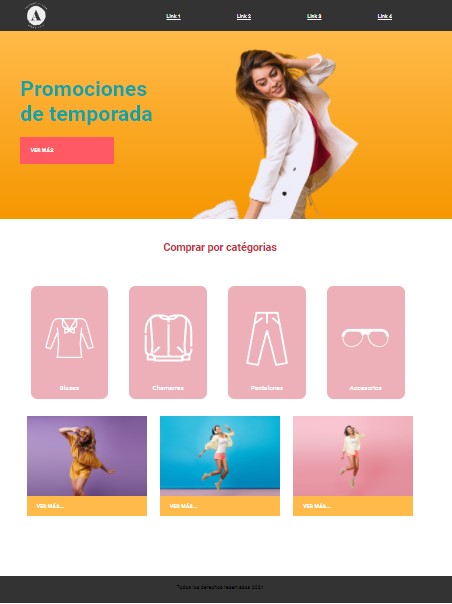 Link 1
Link 2
Link 3
Link 4
Promociones
de temporada
VER MÁS
Comprar por catégorias
Blusas
Chamarras
Pantalones
Accesorios
VER MÁS...
VER MÁS...
VER MÁS...
Todos los derechos reservados 2021